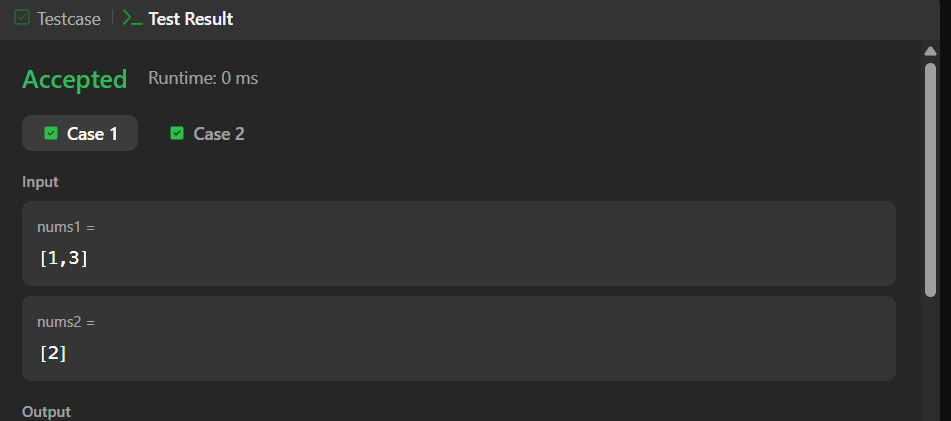 Testcase Test Result
Accepted Runtime: 0 ms
Case 1 Case 2
Input
nums1 =
[1,3]
nums2 =
[2]
Output